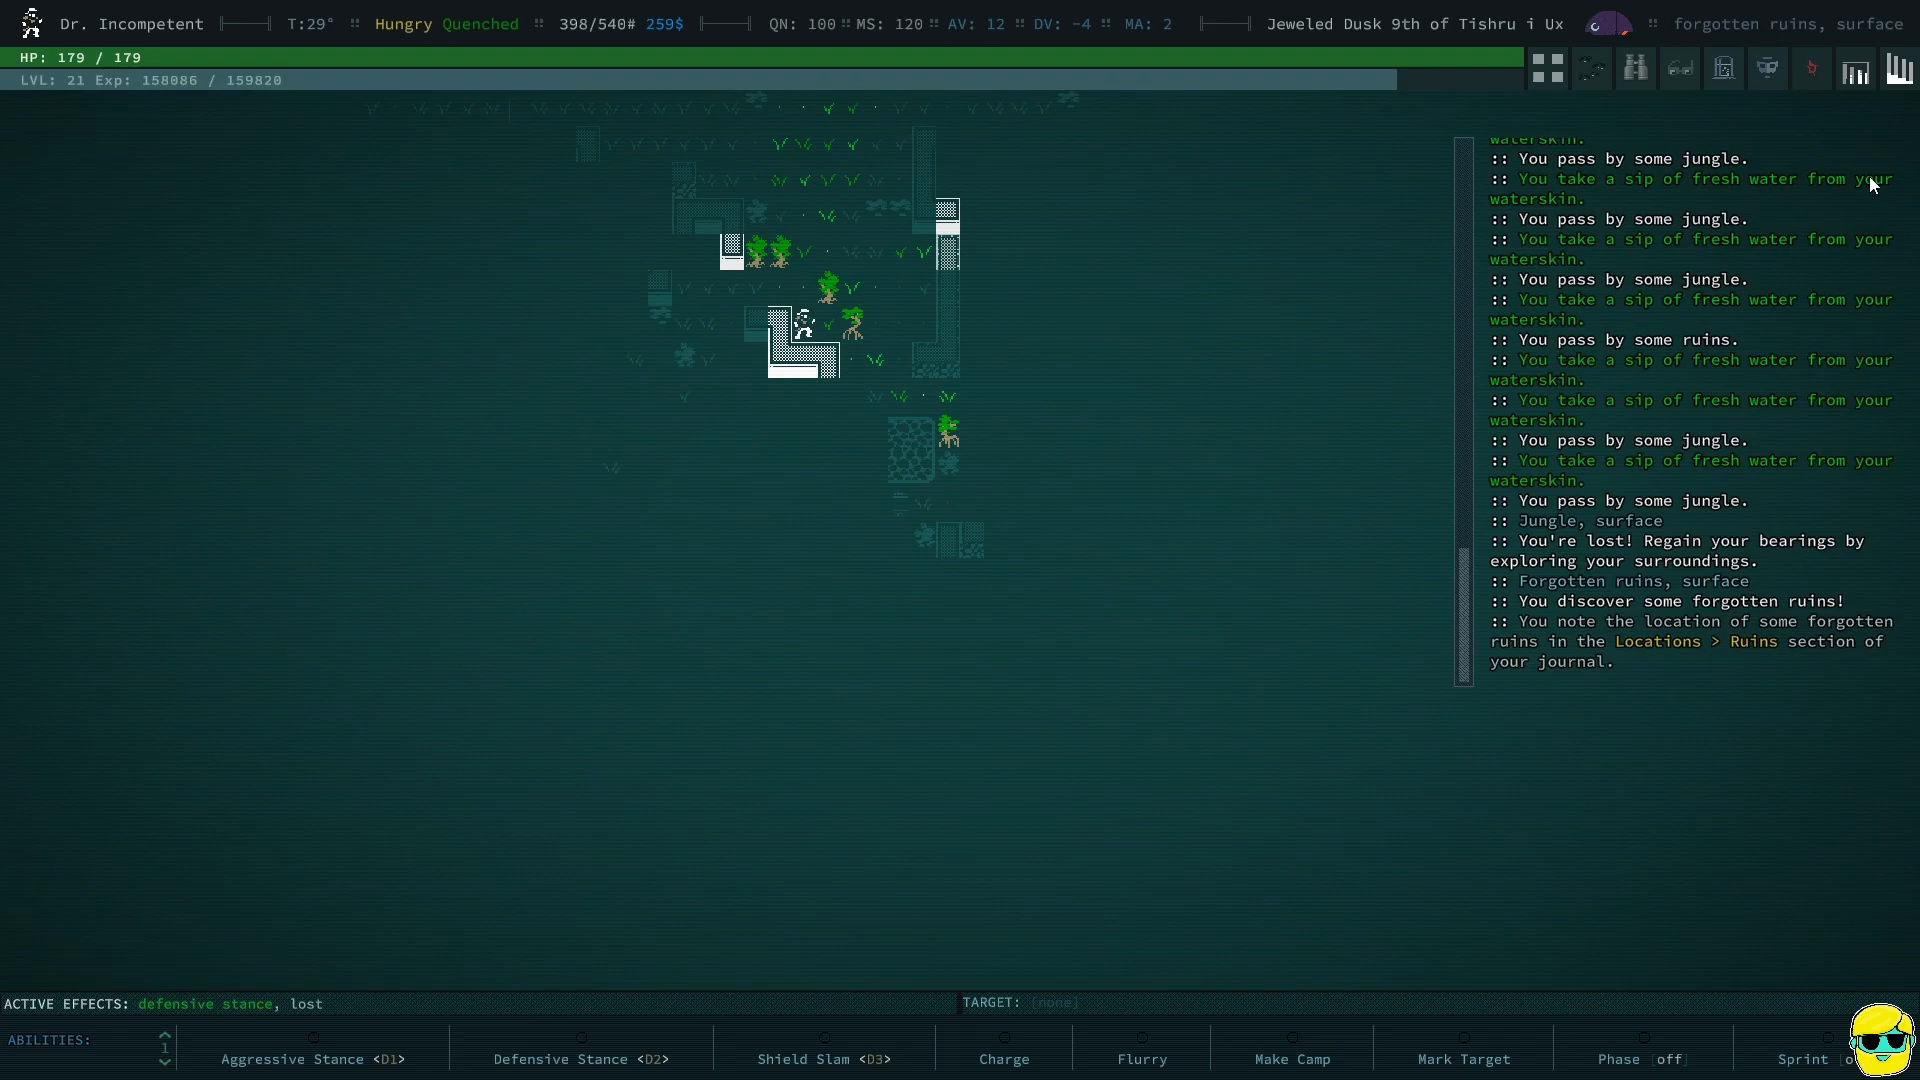 Dr. Incompetent T:29° Hungry Quenched 398/540# 259$ QN: 100 MS: 120 AV: 12 DV: -4 MA: 2 Jeweled Dusk 9th of Tishru i Ux forgotten ruins, surface
HP: 179 / 179
LVL: 21 Exp: 158086 / 159820
waterskin.
:: You pass by some jungle.
:: You take a sip of fresh water from your
waterskin.
:: You pass by some jungle.
:: You take a sip of fresh water from your
waterskin.
:: You pass by some jungle.
:: You take a sip of fresh water from your
waterskin.
:: You pass by some ruins.
:: You take a sip of fresh water from your
waterskin.
:: You take a sip of fresh water from your
waterskin.
:: You pass by some jungle.
:: You take a sip of fresh water from your
waterskin.
:: You pass by some jungle.
:: Jungle, surface
:: You're lost! Regain your bearings by
exploring your surroundings.
:: Forgotten ruins, surface
:: You discover some forgotten ruins!
:: You note the location of some forgotten
ruins in the Locations > Ruins section of
your journal.
ACTIVE EFFECTS: defensive stance, lost TARGET: [none]
ABILITIES: 1 Aggressive Stance <D1> Defensive Stance <D2> Shield Slam <D3> Charge Flurry Make Camp Mark Target Phase [off] Sprint